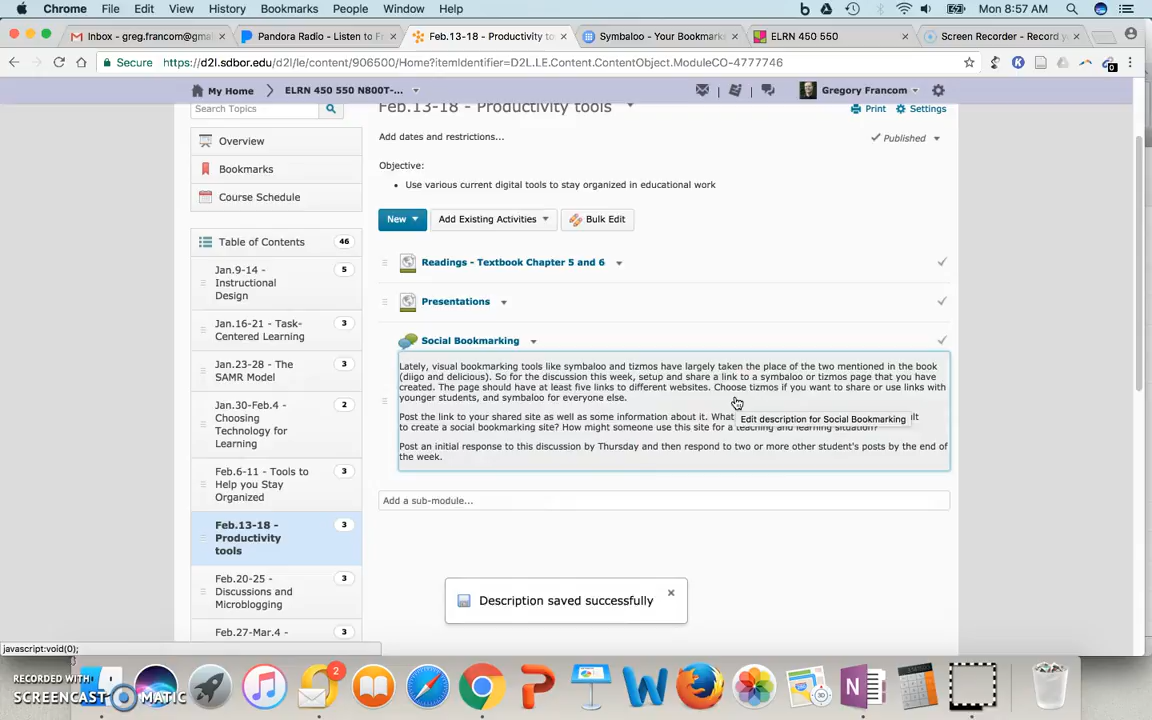 Chrome File Edit View History Bookmarks People Window Help Mon 8:57 AM
Inbox - greg.francom@gmai Pandora Radio - Listen to F Feb.13-18 - Productivity to Symbaloo - Your Bookmark ELRN 450 550 Screen Recorder - Record y
Secure https://d2l.sdbor.edu/d2l/le/content/906500/Home?itemIdentifier=D2L.LE.Content.ContentObject.ModuleCO-4777746
My Home ELRN 450 550 N800T-... Gregory Francom
Search Topics
Feb.13-18 - Productivity tools
Print Settings
Add dates and restrictions...
Published
Overview
Bookmarks
Course Schedule
Objective:
• Use various current digital tools to stay organized in educational work
New Add Existing Activities Bulk Edit
Table of Contents 46
Jan.9-14 - 5
Instructional
Design
Jan.16-21 - Task- 3
Centered Learning
Jan.23-28 - The 3
SAMR Model
Jan.30-Feb.4 - 2
Choosing
Technology for
Learning
Feb.6-11 - Tools to 3
Help you Stay
Organized
Feb.13-18 - 3
Productivity
tools
Feb.20-25 - 3
Discussions and
Microblogging
Feb.27-Mar.4 - 3
Readings - Textbook Chapter 5 and 6
Presentations
Social Bookmarking
Lately, visual bookmarking tools like symbaloo and tizmos have largely taken the place of the two mentioned in the book
(diigo and delicious). So for the discussion this week, setup and share a link to a symbaloo or tizmos page that you have
created. The page should have at least five links to different websites. Choose tizmos if you want to share or use links with
younger students, and symbaloo for everyone else.
Post the link to your shared site as well as some information about it. What
to create a social bookmarking site? How might someone use this site for a teaching and learning situation?
Edit description for Social Bookmarking
Post an initial response to this discussion by Thursday and then respond to two or more other student's posts by the end of
the week.
Add a sub-module...
Description saved successfully
javascript:void(0);
2
RECORDED WITH
SCREENCAST MATIC